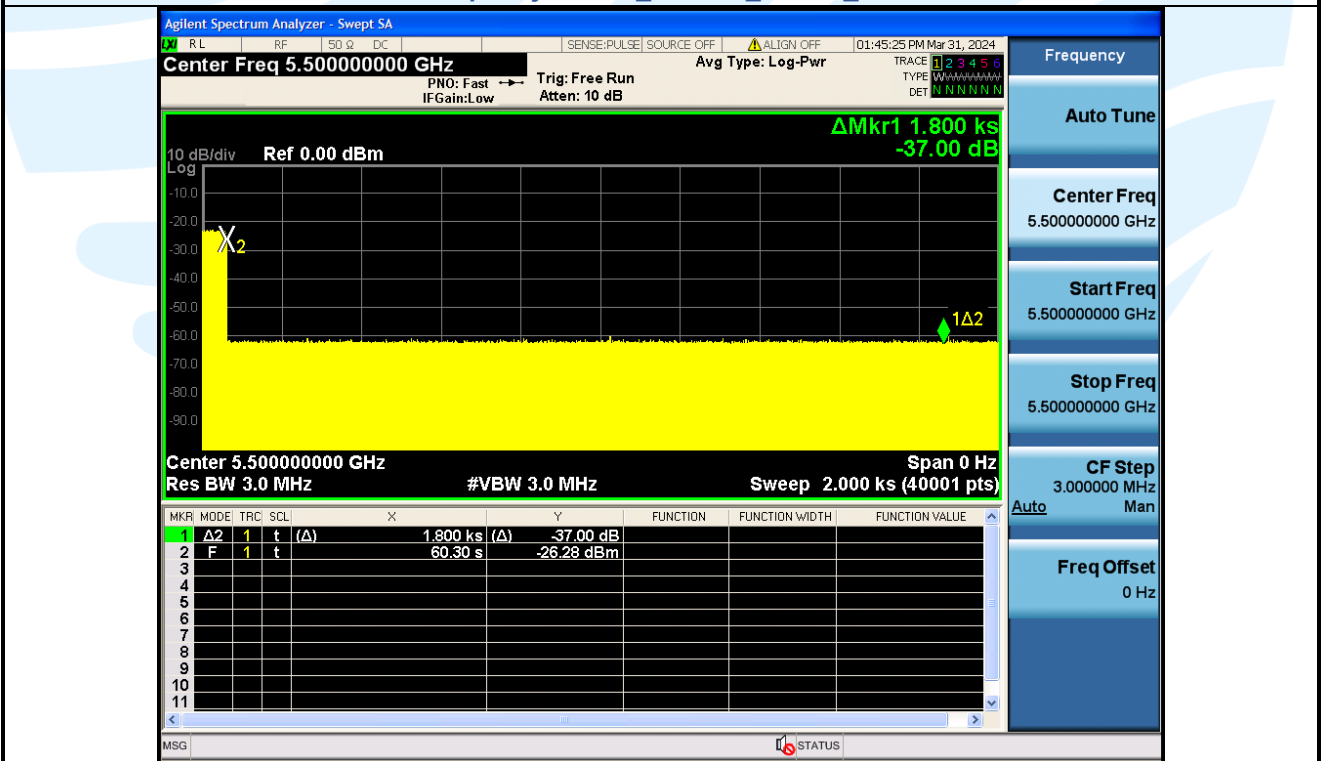 Agilent Spectrum Analyzer - Swept SA
LXI RL RF 50 Ω DC SENSE:PULSE SOURCE OFF ALIGN OFF 01:45:25 PM Mar 31, 2024
Center Freq 5.500000000 GHz
PNO: Fast
IFGain:Low
Trig: Free Run
Atten: 10 dB
Avg Type: Log-Pwr
TRACE 1 2 3 4 5 6
TYPE WWWWWW
DET N N N N N N
ΔMkr1 1.800 ks
-37.00 dB
10 dB/div Ref 0.00 dBm
Log
-10.0
-20.0
-30.0
-40.0
-50.0
-60.0
-70.0
-80.0
-90.0
2
1Δ2
Center 5.500000000 GHz Span 0 Hz
Res BW 3.0 MHz #VBW 3.0 MHz Sweep 2.000 ks (40001 pts)
MKR MODE TRC SCL X Y FUNCTION FUNCTION WIDTH FUNCTION VALUE
1 Δ2 1 t (Δ) 1.800 ks (Δ) -37.00 dB
2 F 1 t 60.30 s -26.28 dBm
3
4
5
6
7
8
9
10
11
MSG STATUS
Frequency
Auto Tune
Center Freq
5.500000000 GHz
Start Freq
5.500000000 GHz
Stop Freq
5.500000000 GHz
CF Step
3.000000 MHz
Auto Man
Freq Offset
0 Hz